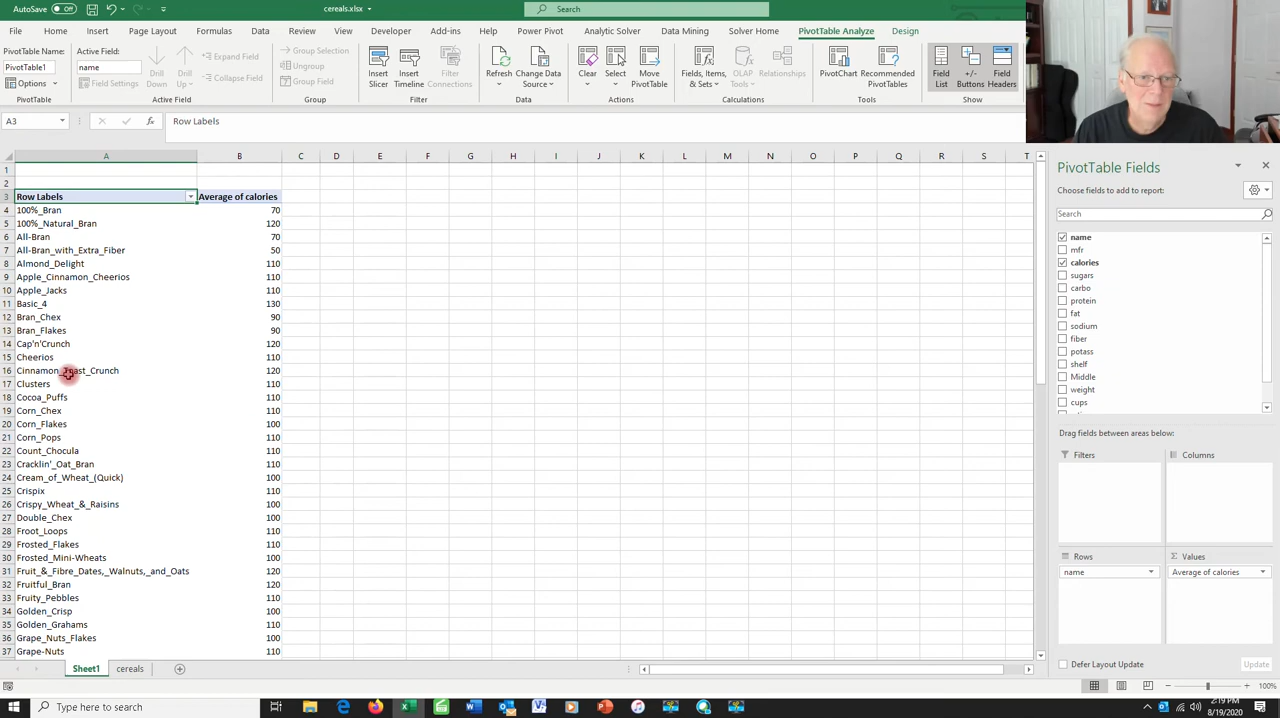 AutoSave Off cereals.xlsx Search
File Home Insert Page Layout Formulas Data Review View Developer Add-ins Help Power Pivot Analytic Solver Data Mining Solver Home PivotTable Analyze Design
PivotTable Name: Active Field: Expand Field Group Selection
PivotTable1 name Drill Down Drill Up Collapse Field Group Field Insert Slicer Insert Timeline Filter Connections Refresh Change Data Source Clear Select Move PivotTable Fields, Items, & Sets OLAP Tools Relationships PivotChart Recommended PivotTables Field List +/- Buttons Field Headers
Options Field Settings Group
PivotTable Active Field Group Filter Data Actions Calculations Tools Show
A3 fx Row Labels
A B C D E F G H I J K L M N O P Q R S T
1
2
3 Row Labels Average of calories
4 100%_Bran 70
5 100%_Natural_Bran 120
6 All-Bran 70
7 All-Bran_with_Extra_Fiber 50
8 Almond_Delight 110
9 Apple_Cinnamon_Cheerios 110
10 Apple_Jacks 110
11 Basic_4 130
12 Bran_Chex 90
13 Bran_Flakes 90
14 Cap'n'Crunch 120
15 Cheerios 110
16 Cinnamon_Toast_Crunch 120
17 Clusters 110
18 Cocoa_Puffs 110
19 Corn_Chex 110
20 Corn_Flakes 100
21 Corn_Pops 110
22 Count_Chocula 110
23 Cracklin'_Oat_Bran 110
24 Cream_of_Wheat_(Quick) 100
25 Crispix 110
26 Crispy_Wheat_&_Raisins 100
27 Double_Chex 100
28 Froot_Loops 110
29 Frosted_Flakes 110
30 Frosted_Mini-Wheats 100
31 Fruit_&_Fibre_Dates,_Walnuts,_and_Oats 120
32 Fruitful_Bran 120
33 Fruity_Pebbles 110
34 Golden_Crisp 100
35 Golden_Grahams 110
36 Grape_Nuts_Flakes 100
37 Grape-Nuts 110
Sheet1 cereals
PivotTable Fields
Choose fields to add to report:
Search
name
mfr
calories
sugars
carbo
protein
fat
sodium
fiber
potass
shelf
Middle
weight
cups
Drag fields between areas below:
Filters Columns
Rows Values
name Average of calories
Defer Layout Update Update
100%
Type here to search
2:19 PM
8/19/2020